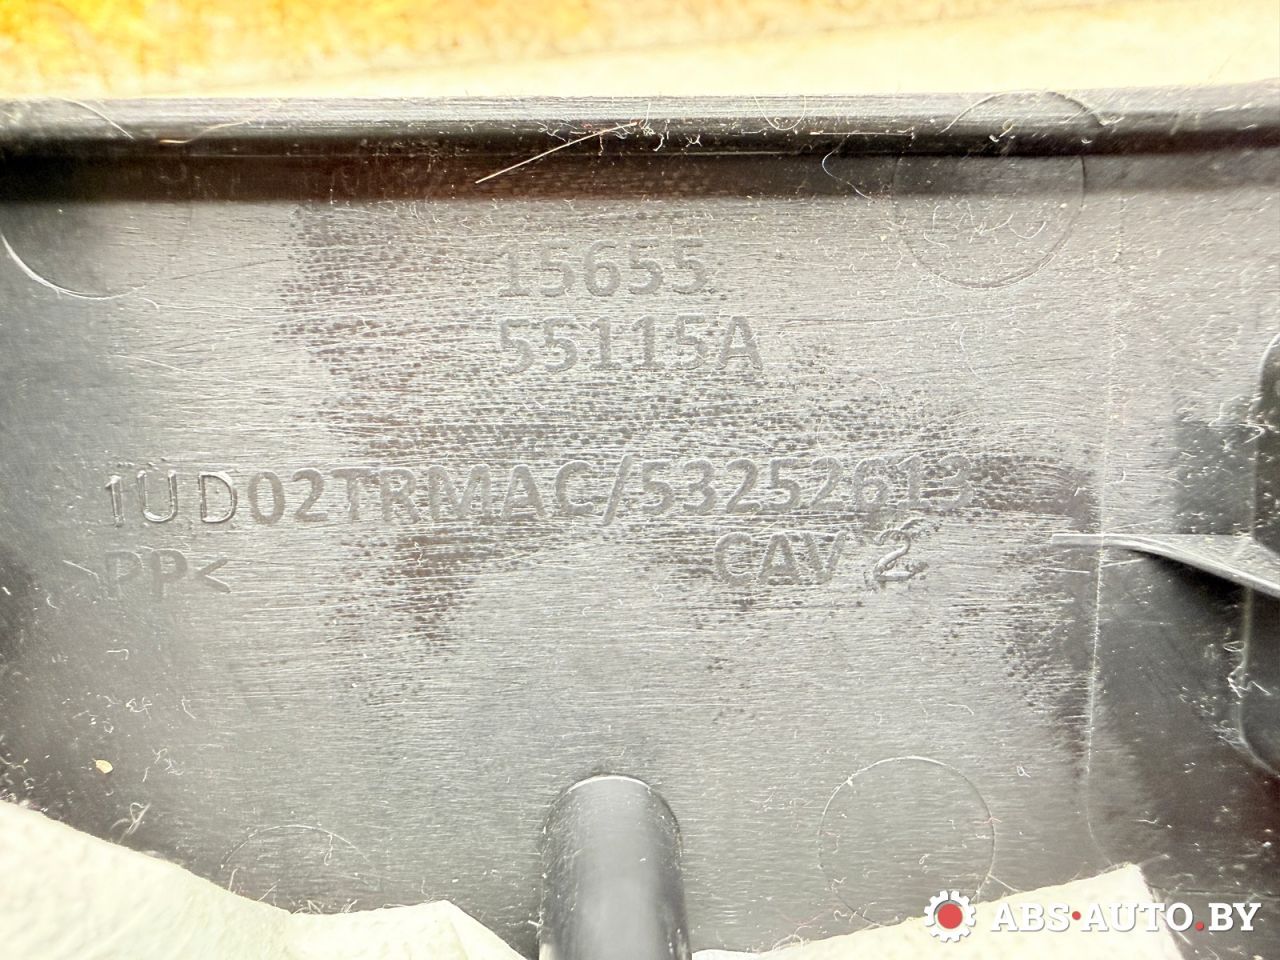 15655
55115A
1UD02TRMAC/53252613
>PP<
CAV 2
ABS·AUTO.BY